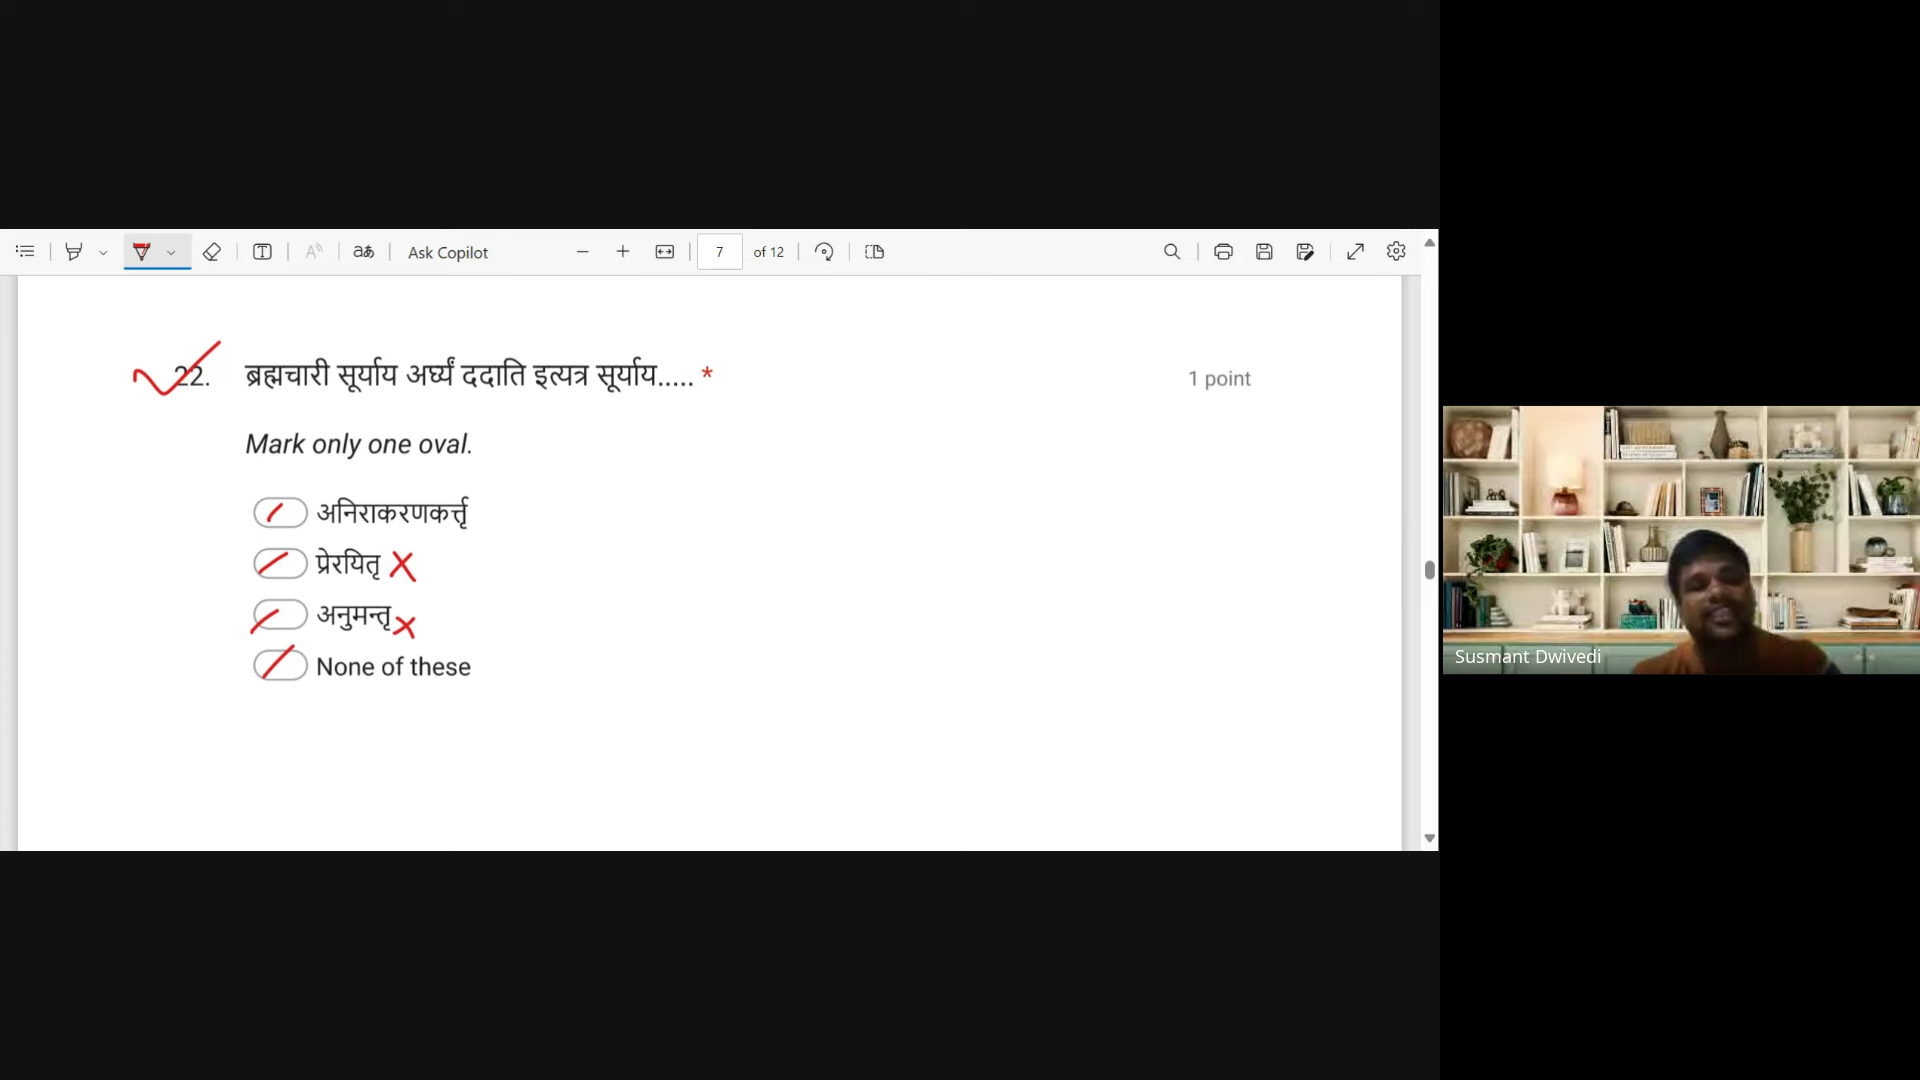 Ask Copilot
7 of 12
22. ब्रह्मचारी सूर्याय अर्घ्यं ददाति इत्यत्र सूर्याय..... *
1 point
Mark only one oval.
अनिराकरणकर्त्तृ
प्रेरयितृ
अनुमन्तृ
None of these
Susmant Dwivedi